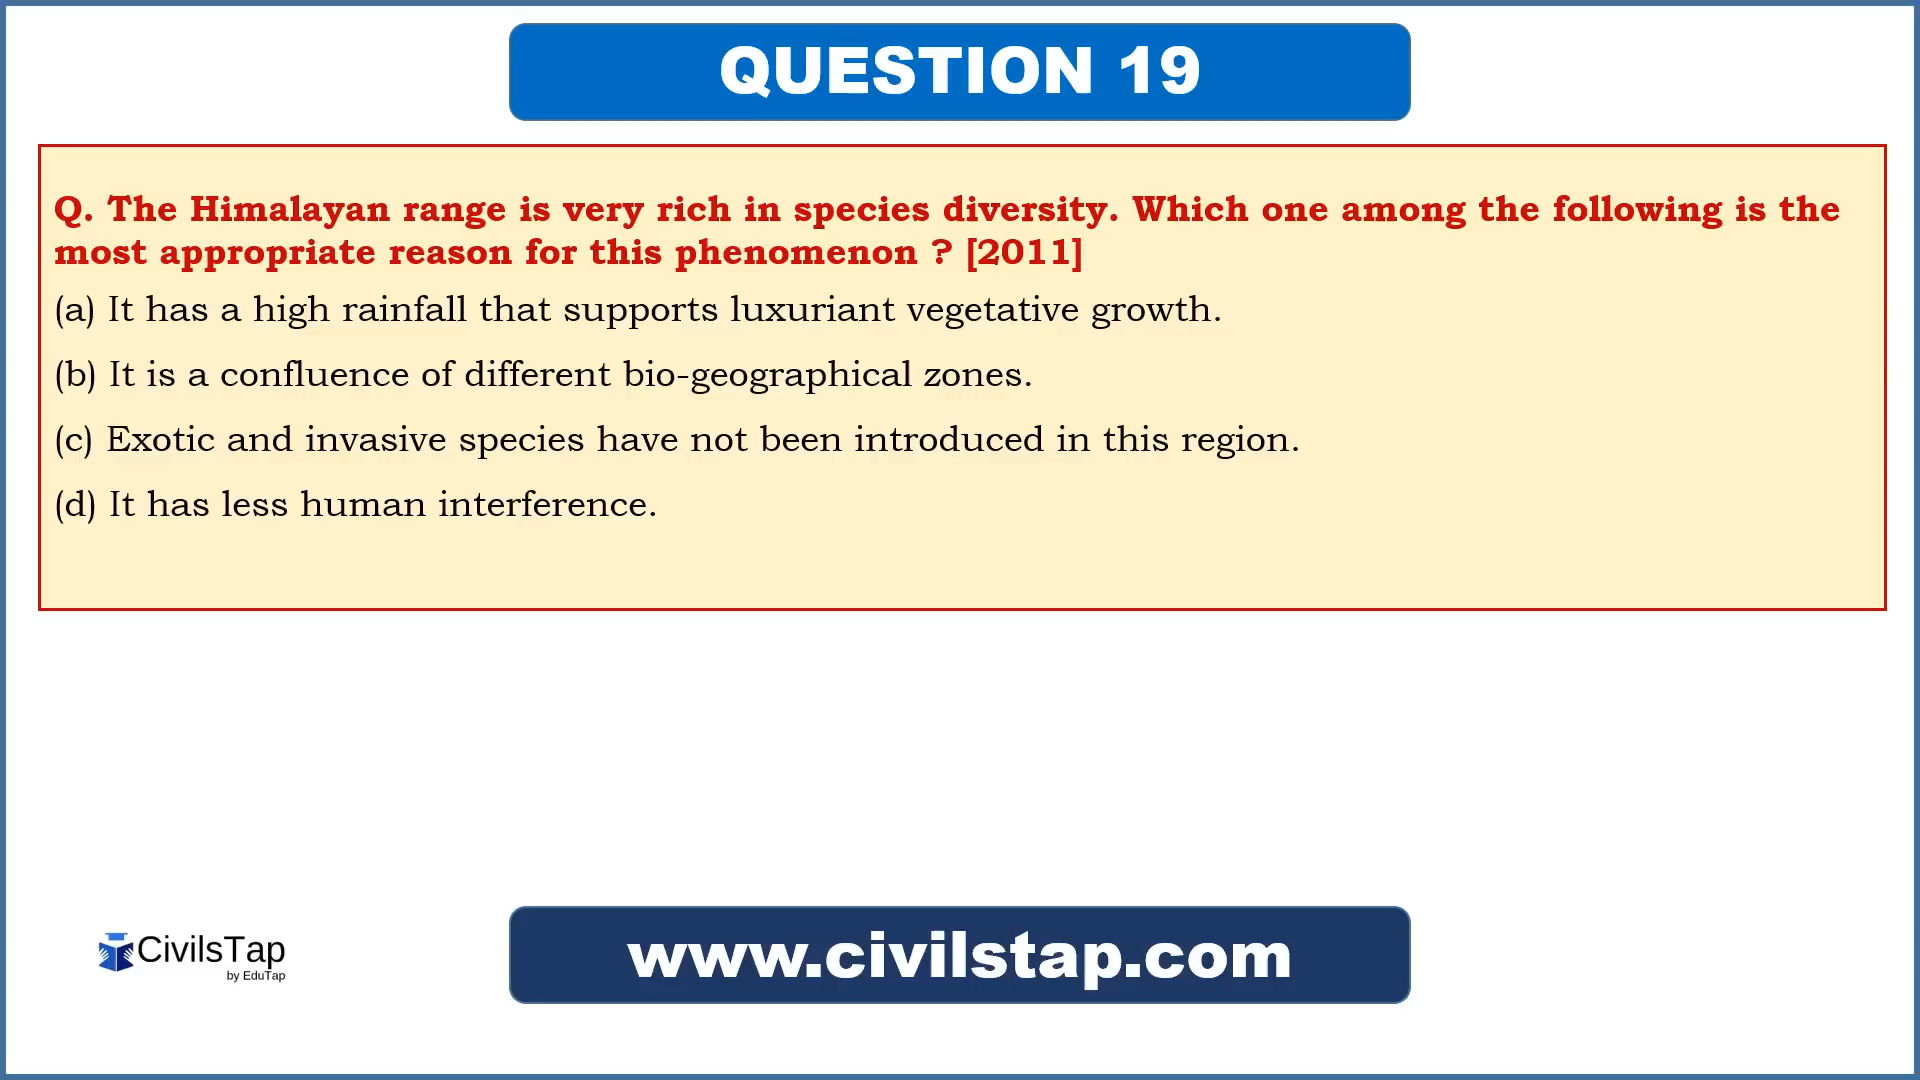 QUESTION 19
Q. The Himalayan range is very rich in species diversity. Which one among the following is the
most appropriate reason for this phenomenon ? [2011]
(a) It has a high rainfall that supports luxuriant vegetative growth.
(b) It is a confluence of different bio-geographical zones.
(c) Exotic and invasive species have not been introduced in this region.
(d) It has less human interference.
CivilsTap
by EduTap
www.civilstap.com